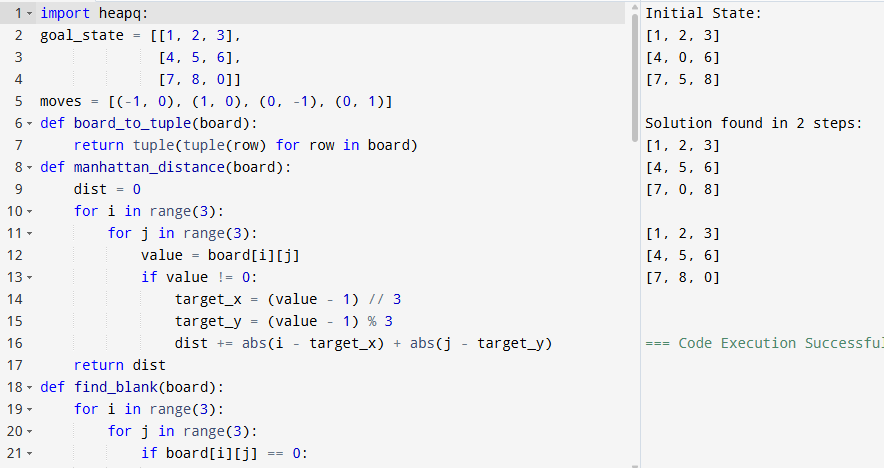 1 import heapq:
2 goal_state = [[1, 2, 3],
3 [4, 5, 6],
4 [7, 8, 0]]
5 moves = [(-1, 0), (1, 0), (0, -1), (0, 1)]
6 def board_to_tuple(board):
7 return tuple(tuple(row) for row in board)
8 def manhattan_distance(board):
9 dist = 0
10 for i in range(3):
11 for j in range(3):
12 value = board[i][j]
13 if value != 0:
14 target_x = (value - 1) // 3
15 target_y = (value - 1) % 3
16 dist += abs(i - target_x) + abs(j - target_y)
17 return dist
18 def find_blank(board):
19 for i in range(3):
20 for j in range(3):
21 if board[i][j] == 0:
Initial State:
[1, 2, 3]
[4, 0, 6]
[7, 5, 8]
Solution found in 2 steps:
[1, 2, 3]
[4, 5, 6]
[7, 0, 8]
[1, 2, 3]
[4, 5, 6]
[7, 8, 0]
=== Code Execution Successful